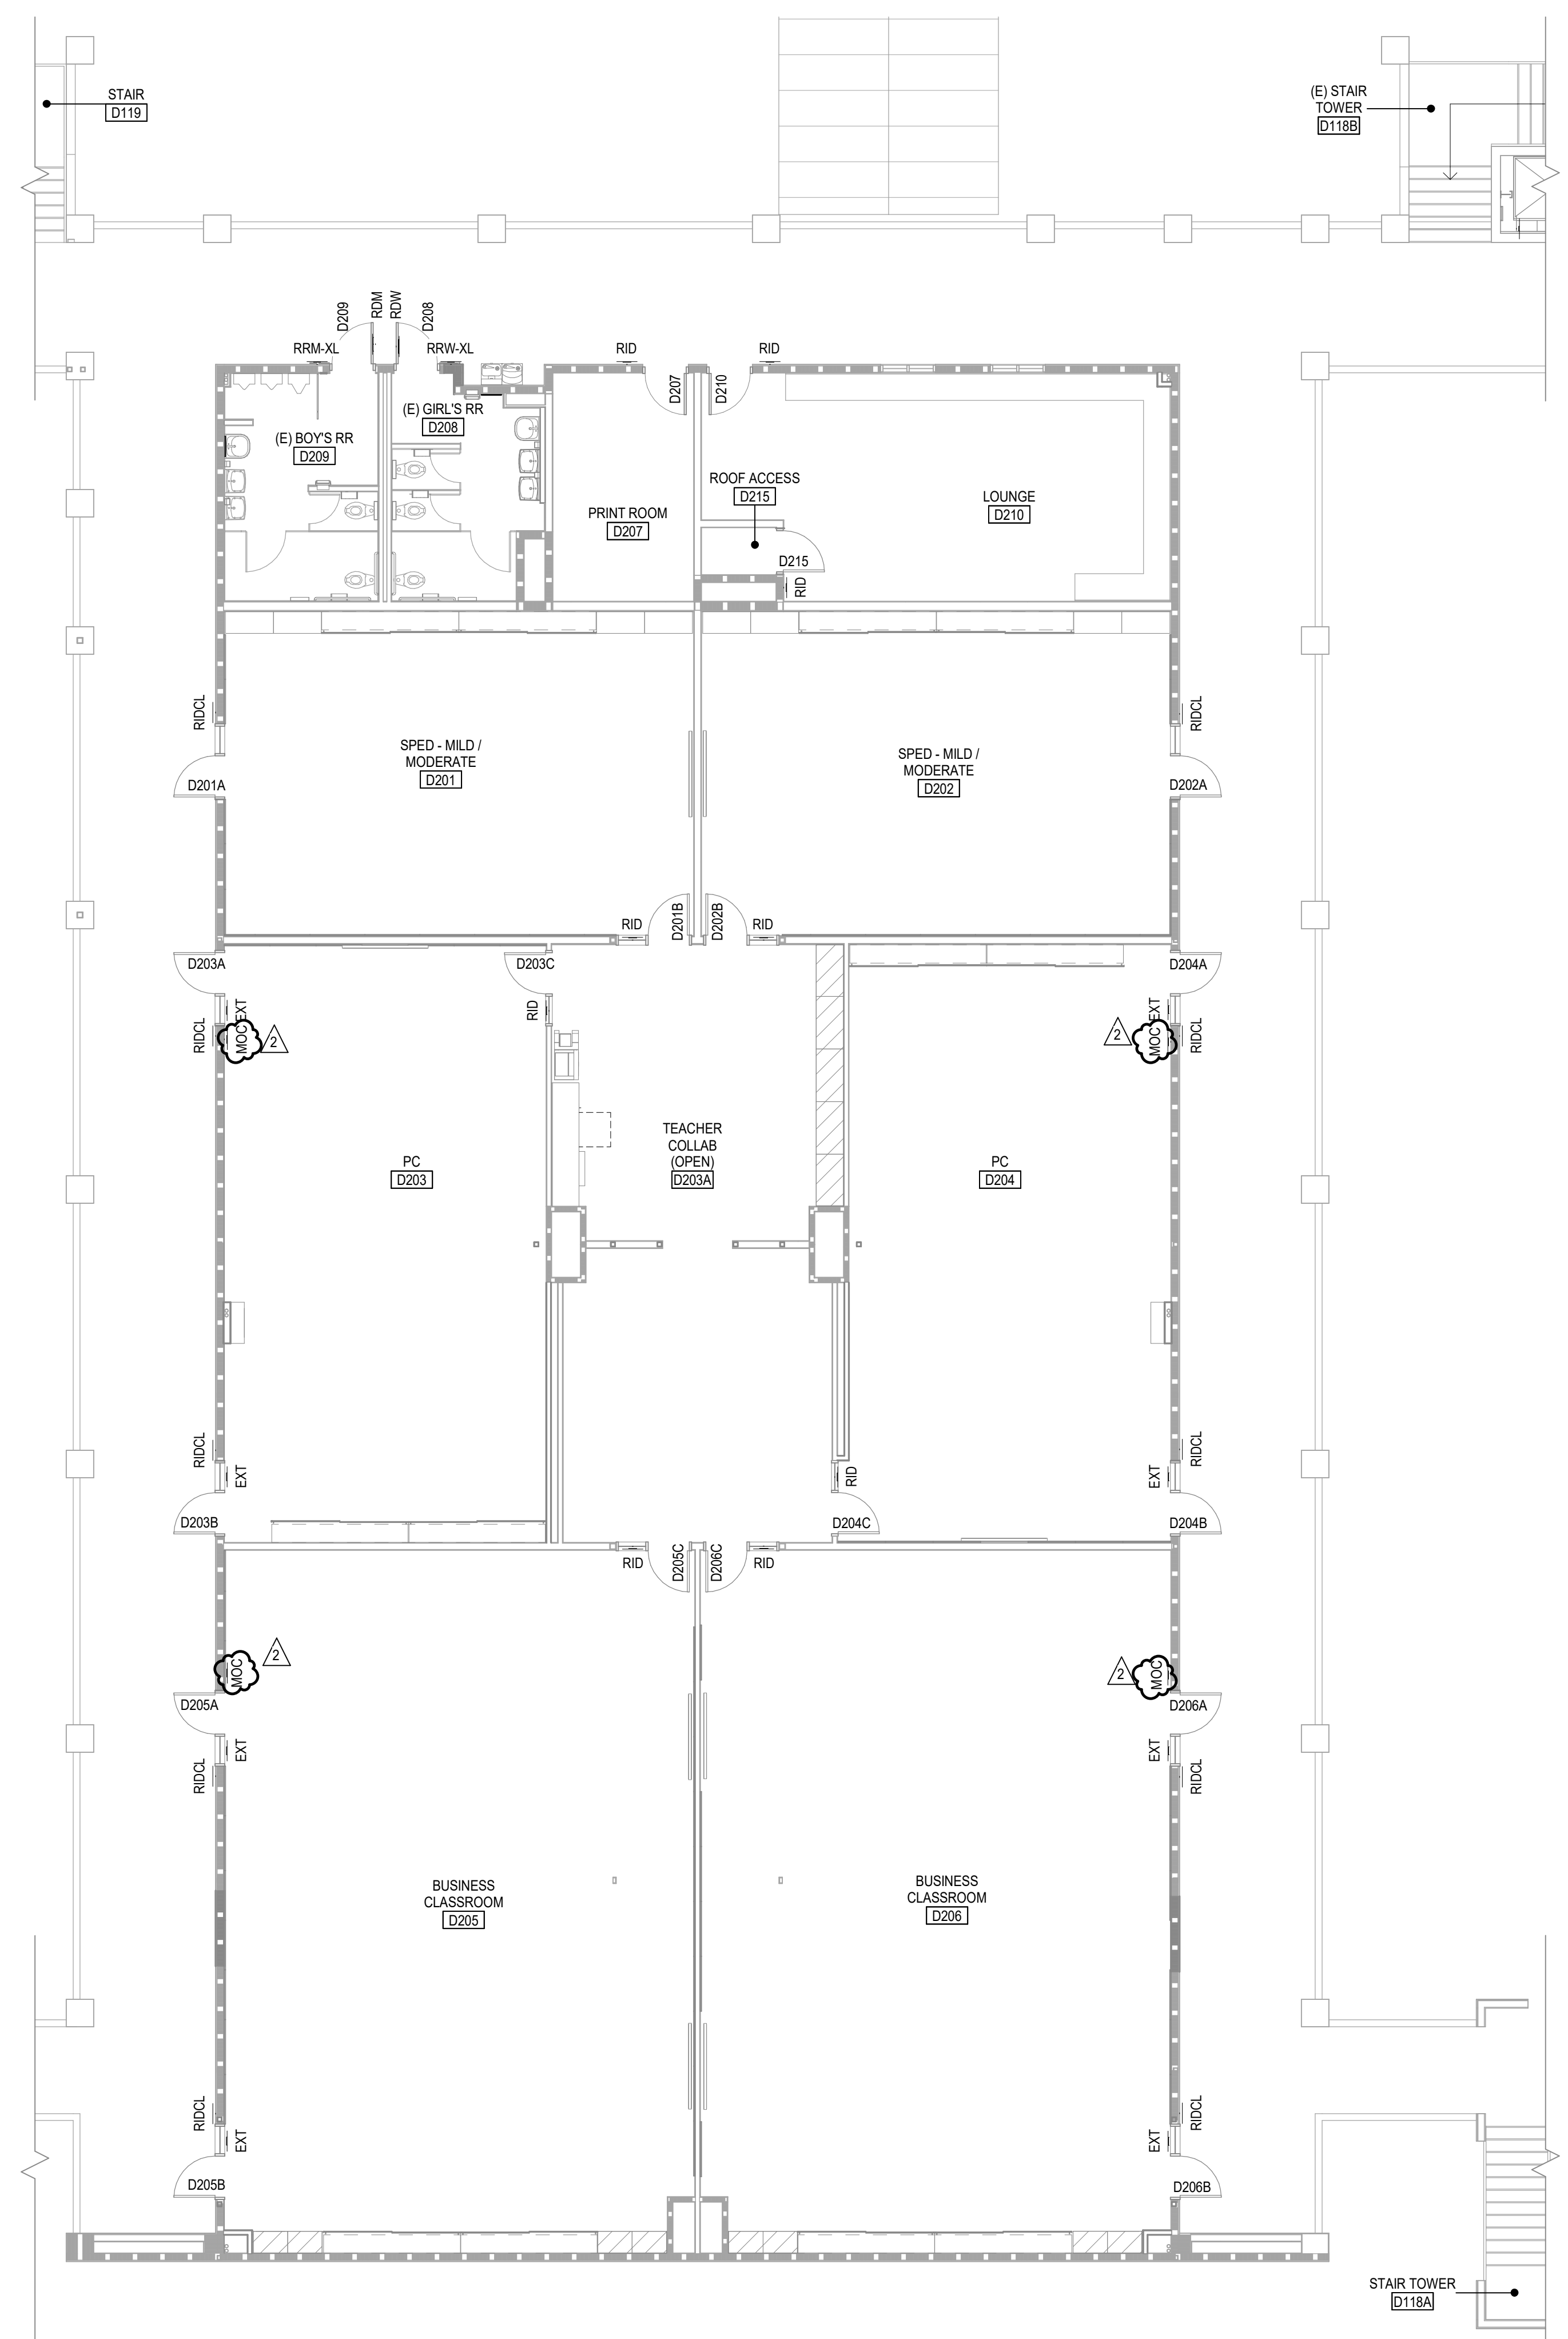 STAIR
D119
(E) STAIR
TOWER
D118B
D209
RDM
RDW
D208
RRM-XL
RRW-XL
RID
RID
D207
D210
(E) GIRL'S RR
D208
(E) BOY'S RR
D209
ROOF ACCESS
D215
LOUNGE
D210
PRINT ROOM
D207
D215
RID
RIDCL
RIDCL
SPED - MILD /
MODERATE
D201
SPED - MILD /
MODERATE
D202
D201A
D202A
RID
D201B
D202B
RID
D203A
D203C
D204A
EXT
RID
EXT
RIDCL
MOC
2
2
MOC
RIDCL
TEACHER
COLLAB
(OPEN)
D203A
PC
D203
PC
D204
RIDCL
RIDCL
EXT
RID
EXT
D203B
D204C
D204B
RID
D205C
D206C
RID
MOC
2
2
MOC
D205A
D206A
EXT
EXT
RIDCL
RIDCL
BUSINESS
CLASSROOM
D205
BUSINESS
CLASSROOM
D206
RIDCL
RIDCL
EXT
EXT
D205B
D206B
STAIR TOWER
D118A